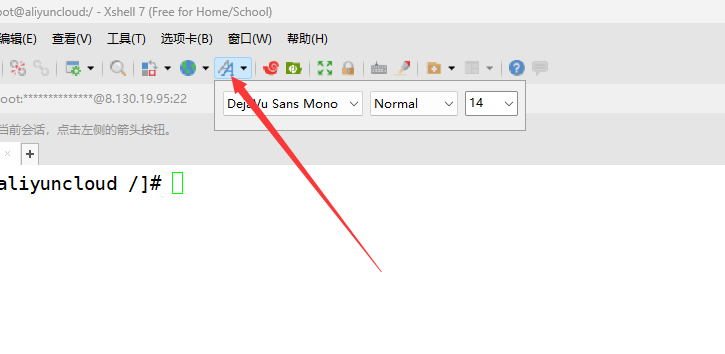 oot@aliyuncloud:/ - Xshell 7 (Free for Home/School)
编辑(E) 查看(V) 工具(T) 选项卡(B) 窗口(W) 帮助(H)
oot:**************@8.130.19.95:22
DejaVu Sans Mono Normal 14
当前会话，点击左侧的箭头按钮。
aliyuncloud /]#